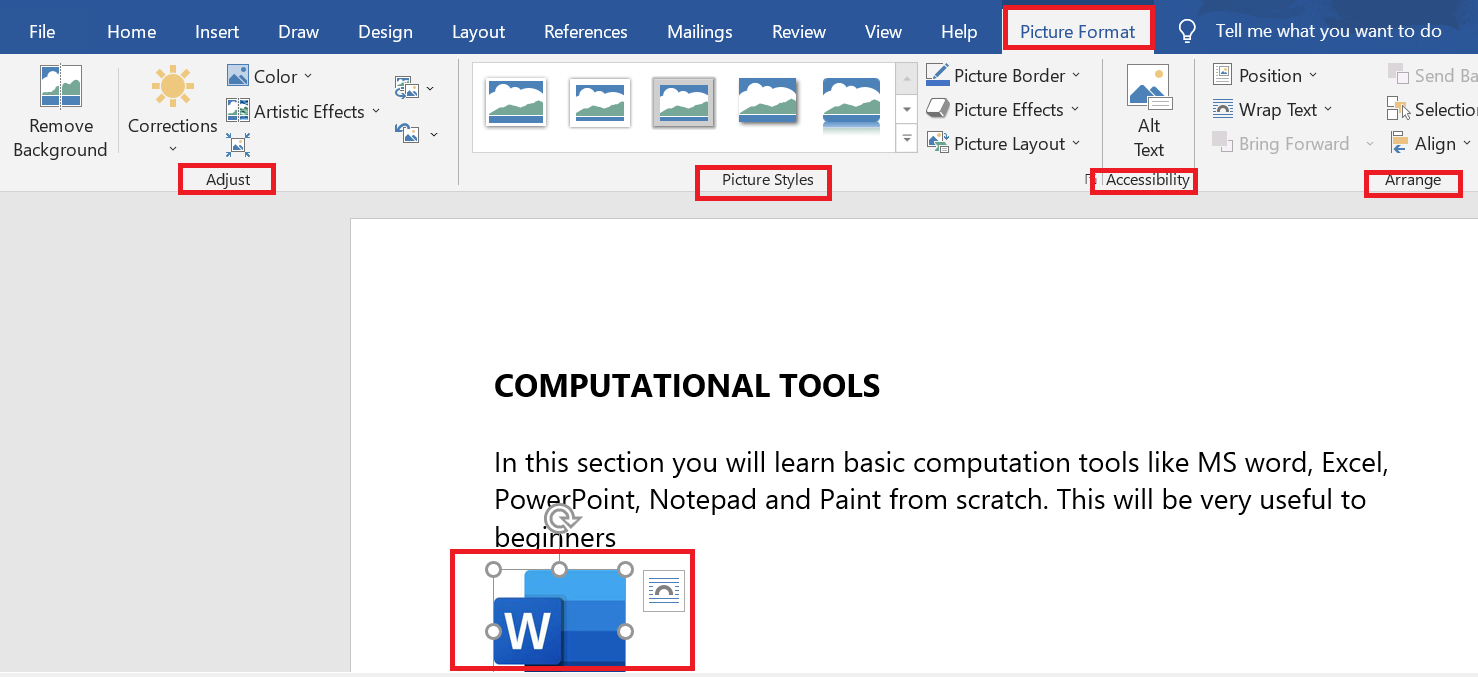 File Home Insert Draw Design Layout References Mailings Review View Help Picture Format Tell me what you want to do
Remove
Background
Corrections
Color
Artistic Effects
Adjust
Picture Styles
Picture Border
Picture Effects
Picture Layout
Alt
Text
Accessibility
Position
Wrap Text
Bring Forward
Send Ba
Selection
Align
Arrange
COMPUTATIONAL TOOLS
In this section you will learn basic computation tools like MS word, Excel,
PowerPoint, Notepad and Paint from scratch. This will be very useful to
beginners
W